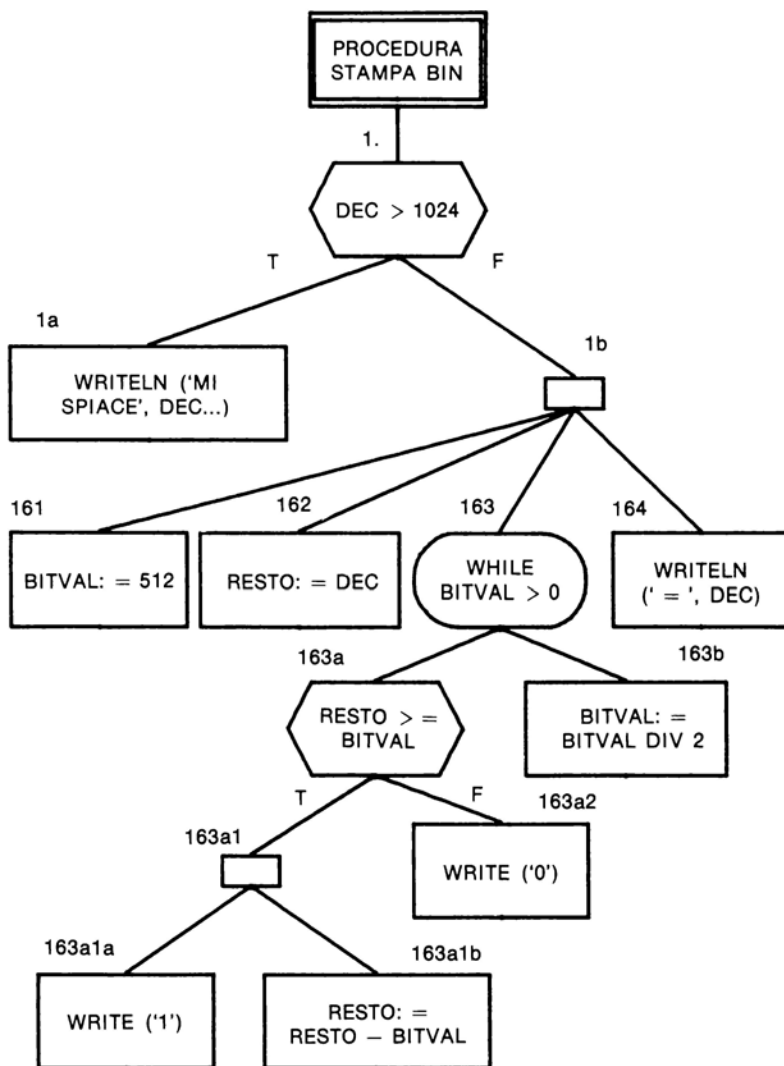 PROCEDURA
STAMPA BIN
1.
DEC > 1024
T
F
1a
WRITELN ('MI
SPIACE', DEC...)
1b
161
BITVAL: = 512
162
RESTO: = DEC
163
WHILE
BITVAL > 0
164
WRITELN
(' = ', DEC)
163a
RESTO > =
BITVAL
163b
BITVAL: =
BITVAL DIV 2
T
F
163a1
163a2
WRITE ('0')
163a1a
WRITE ('1')
163a1b
RESTO: =
RESTO – BITVAL